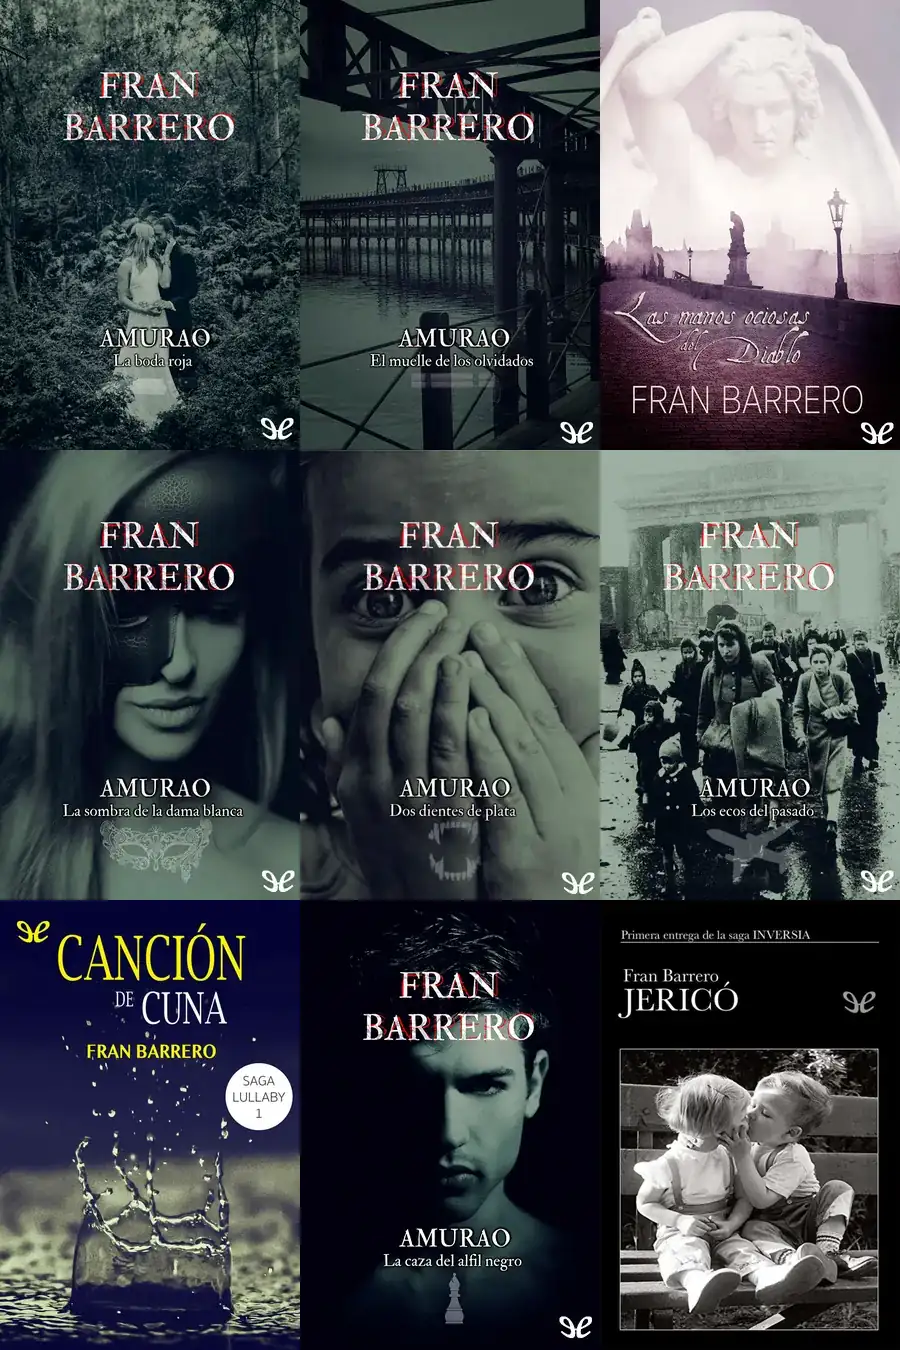 FRAN
BARRERO
AMURAO
La boda roja
FRAN
BARRERO
AMURAO
El muelle de los olvidados
Las manos ociosas
del Diablo
FRAN BARRERO
FRAN
BARRERO
AMURAO
La sombra de la dama blanca
FRAN
BARRERO
AMURAO
Dos dientes de plata
FRAN
BARRERO
AMURAO
Los ecos del pasado
CANCIÓN
DE CUNA
FRAN BARRERO
SAGA
LULLABY
1
FRAN
BARRERO
AMURAO
La caza del alfil negro
Primera entrega de la saga INVERSIA
Fran Barrero
JERICÓ